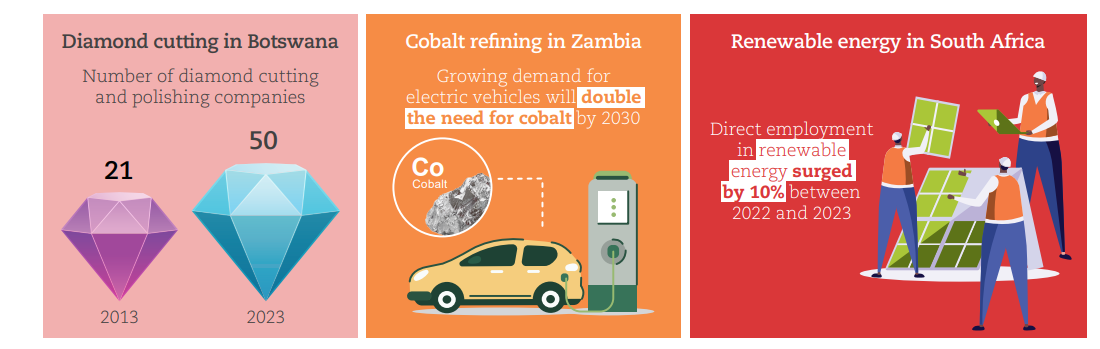 Diamond cutting in Botswana
Number of diamond cutting
and polishing companies
21
50
2013
2023
Cobalt refining in Zambia
Growing demand for
electric vehicles will double
the need for cobalt by 2030
Co
Cobalt
Renewable energy in South Africa
Direct employment
in renewable
energy surged
by 10% between
2022 and 2023